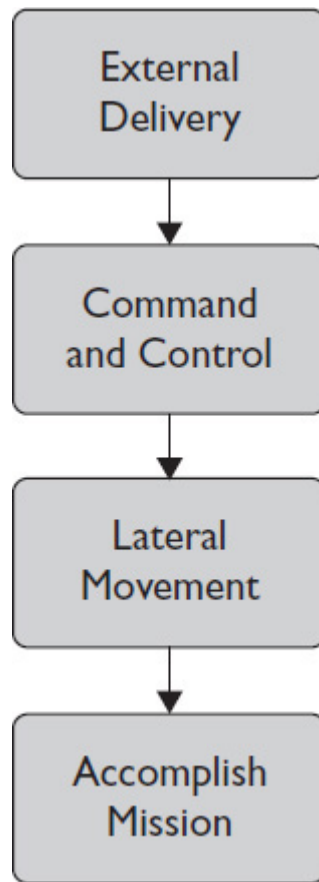 External
Delivery
Command
and Control
Lateral
Movement
Accomplish
Mission